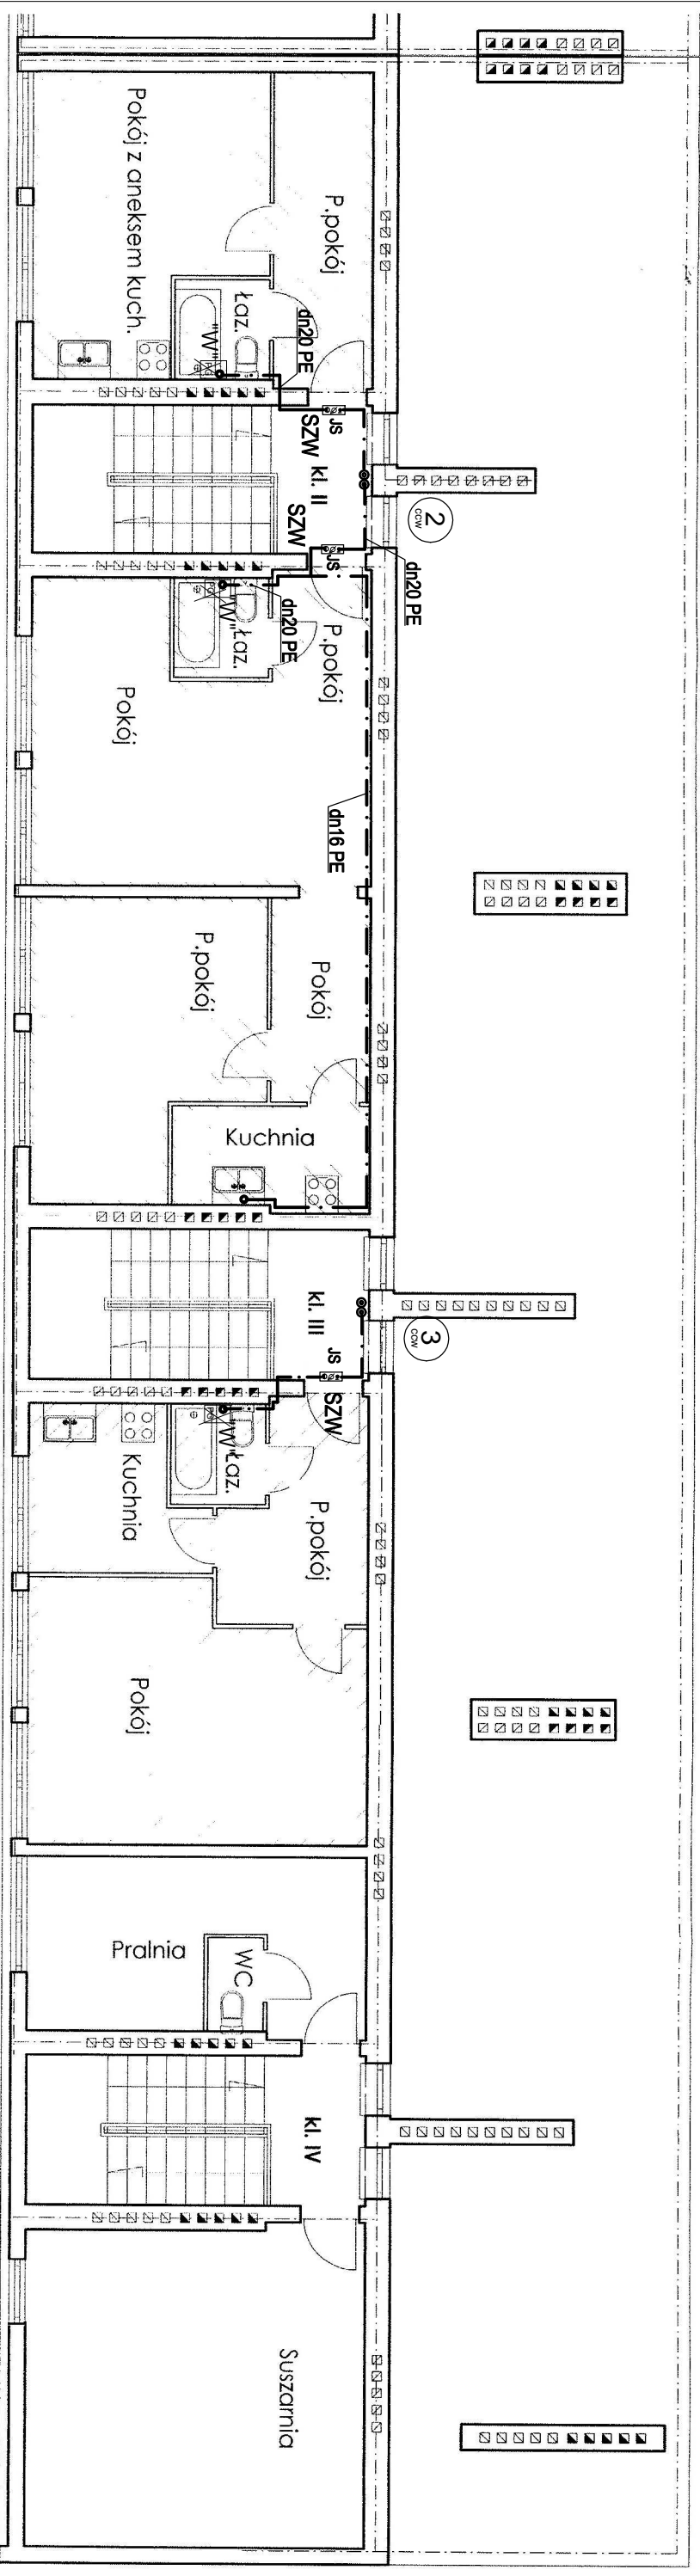 P.pokój
Pokój z aneksem kuch.
Łaz.
"W"
dn20 PE
JS
SZW
kl. II
SZW
JS
2
ccw
dn20 PE
dn20 PE
"W"
Łaz.
P.pokój
Pokój
dn16 PE
P.pokój
Pokój
Kuchnia
kl. III
3
ccw
JS
SZW
"W"
Łaz.
Kuchnia
P.pokój
Pokój
Pralnia
WC
kl. IV
Suszarnia